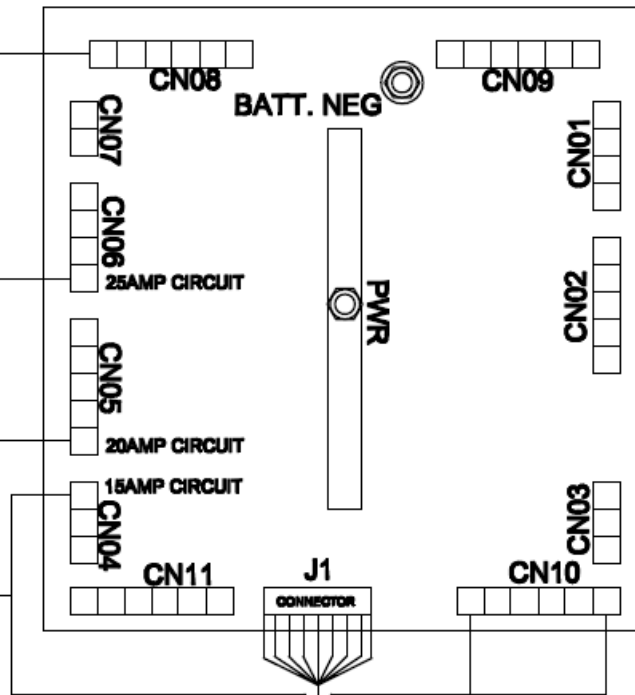 CN08
CN09
BATT. NEG
CN07
CN01
CN06
25AMP CIRCUIT
PWR
CN02
CN05
20AMP CIRCUIT
15AMP CIRCUIT
CN04
CN03
CN11
J1
CN10
CONNECTOR